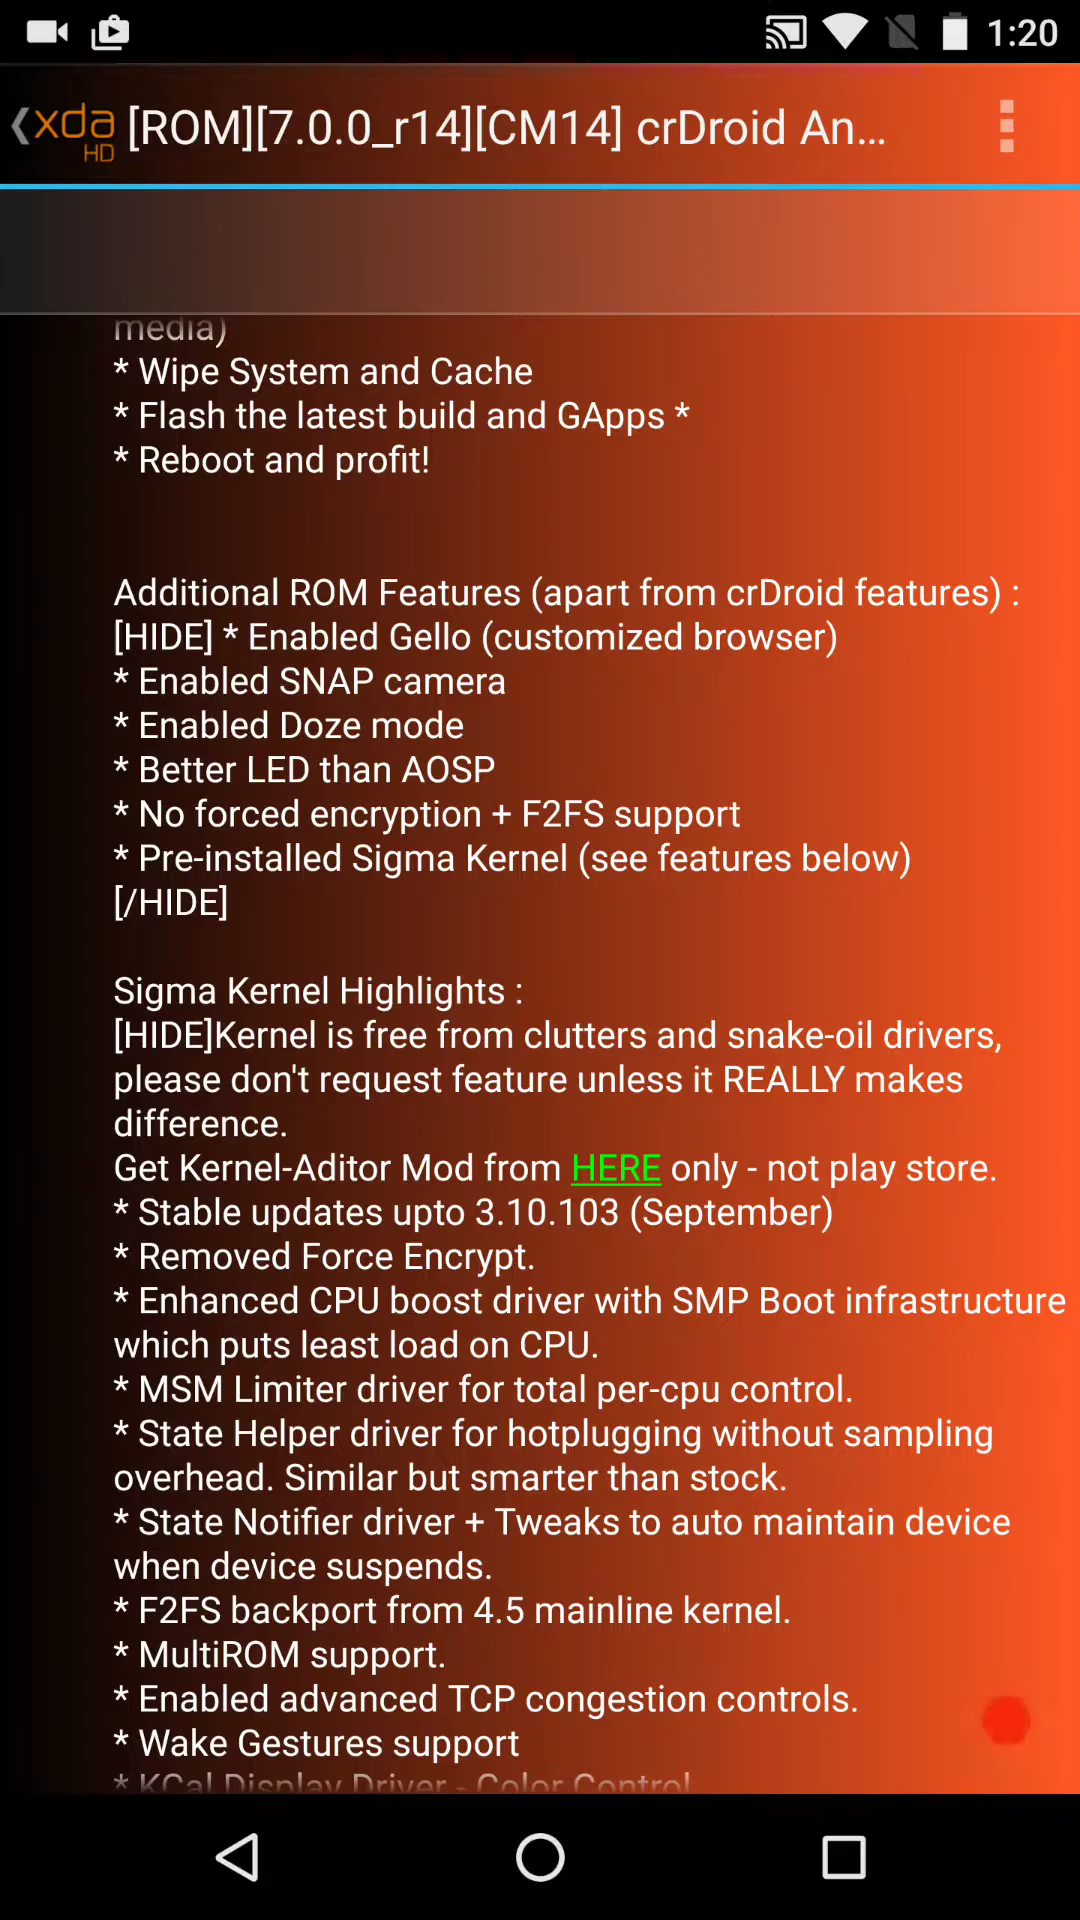 1:20
xda HD [ROM][7.0.0_r14][CM14] crDroid An...
media)
* Wipe System and Cache
* Flash the latest build and GApps *
* Reboot and profit!
Additional ROM Features (apart from crDroid features) :
[HIDE] * Enabled Gello (customized browser)
* Enabled SNAP camera
* Enabled Doze mode
* Better LED than AOSP
* No forced encryption + F2FS support
* Pre-installed Sigma Kernel (see features below)
[/HIDE]
Sigma Kernel Highlights :
[HIDE]Kernel is free from clutters and snake-oil drivers,
please don't request feature unless it REALLY makes
difference.
Get Kernel-Aditor Mod from HERE only - not play store.
* Stable updates upto 3.10.103 (September)
* Removed Force Encrypt.
* Enhanced CPU boost driver with SMP Boot infrastructure
which puts least load on CPU.
* MSM Limiter driver for total per-cpu control.
* State Helper driver for hotplugging without sampling
overhead. Similar but smarter than stock.
* State Notifier driver + Tweaks to auto maintain device
when device suspends.
* F2FS backport from 4.5 mainline kernel.
* MultiROM support.
* Enabled advanced TCP congestion controls.
* Wake Gestures support
* KCal Display Driver - Color Control